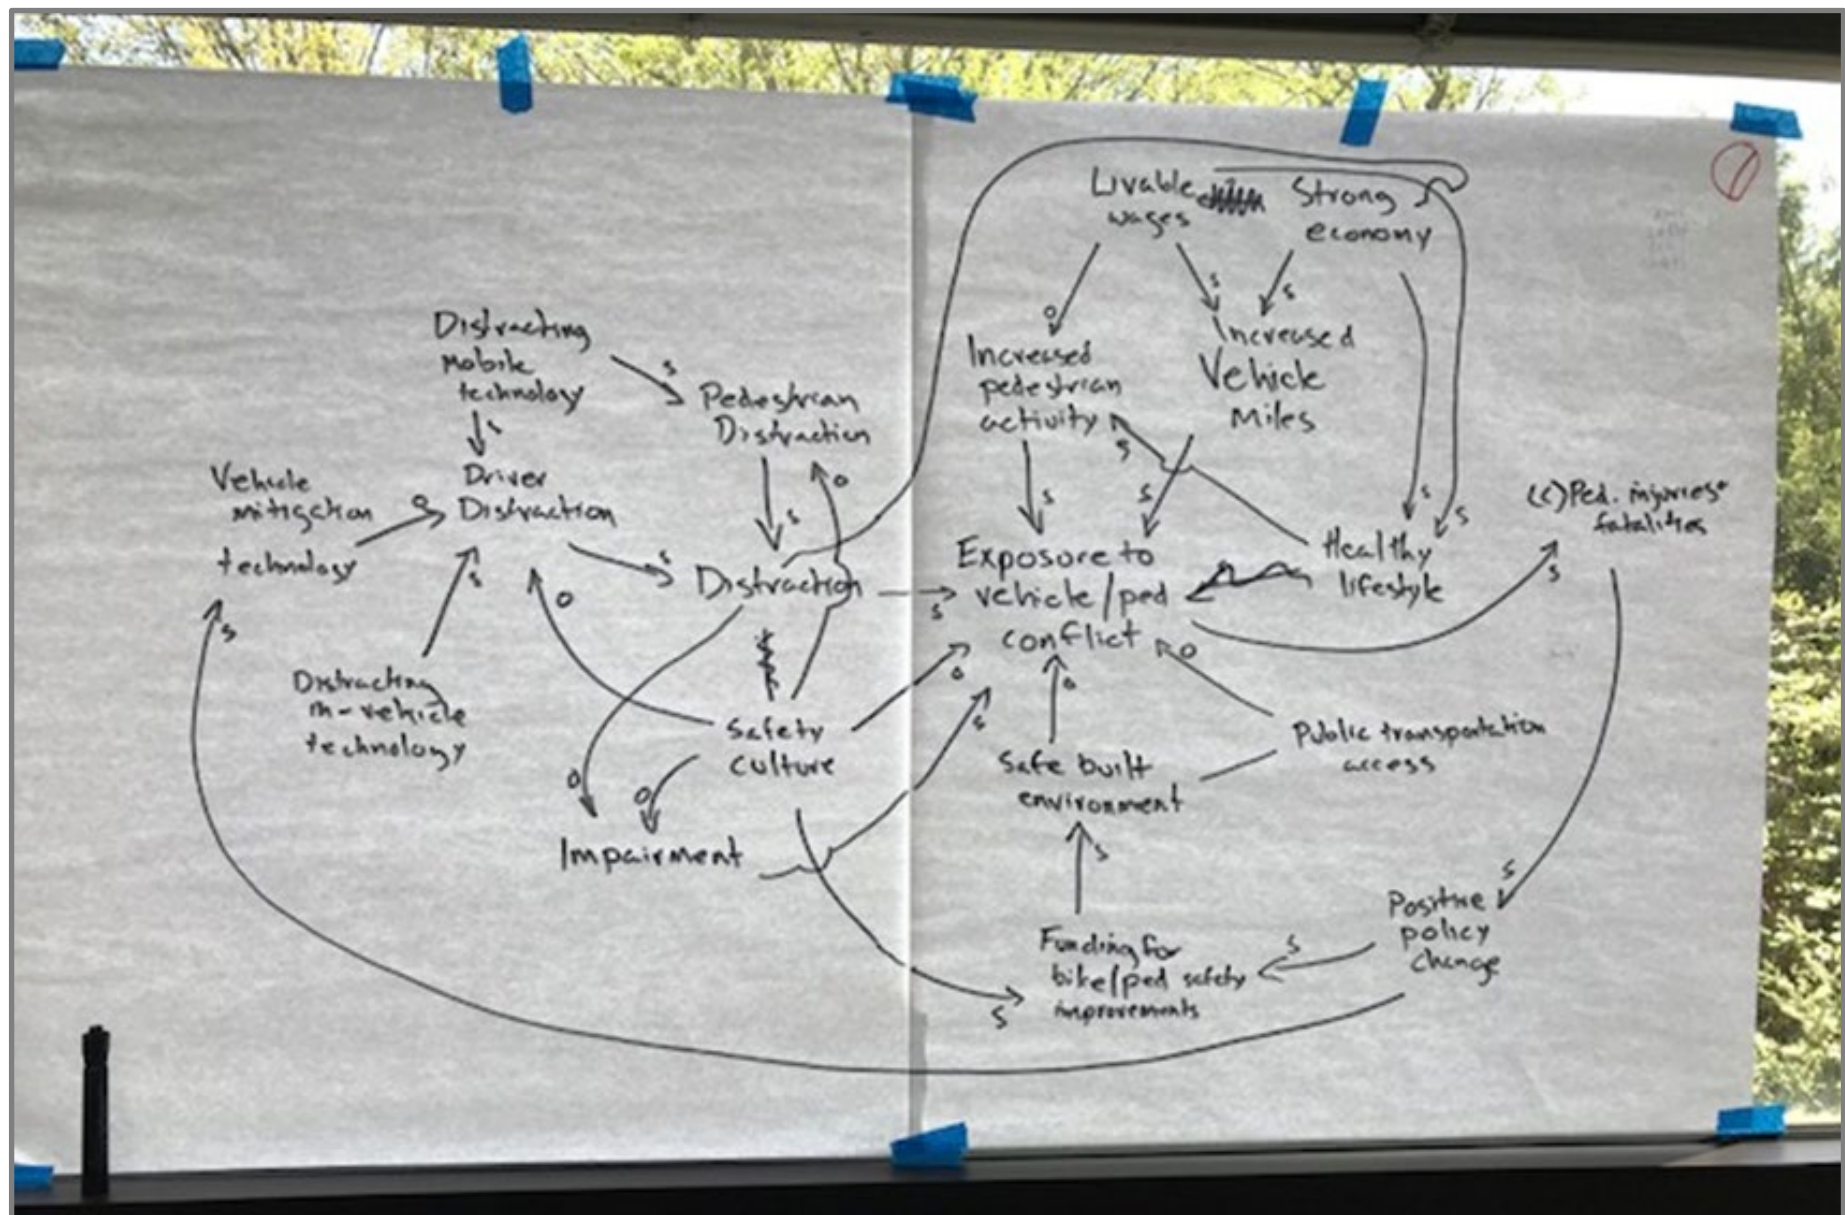 Livable
wages
Strong
economy
o
s
s
Increased
pedestrian
activity
Increased
Vehicle
Miles
s
s
s
s
s
Distracting
mobile
technology
s
s
Pedestrian
Distraction
s
o
Vehicle
mitigation
technology
o
Driver
Distraction
s
s
o
s
Distracting
in-vehicle
technology
Distraction
s
Exposure to
vehicle/ped
conflict
Healthy
lifestyle
(c) Ped. injuries +
fatalities
s
o
o
o
s
Safety
culture
o
o
Impairment
Safe built
environment
Public transportation
access
s
s
Positive
policy
change
s
Funding for
bike/ped safety
improvements
s